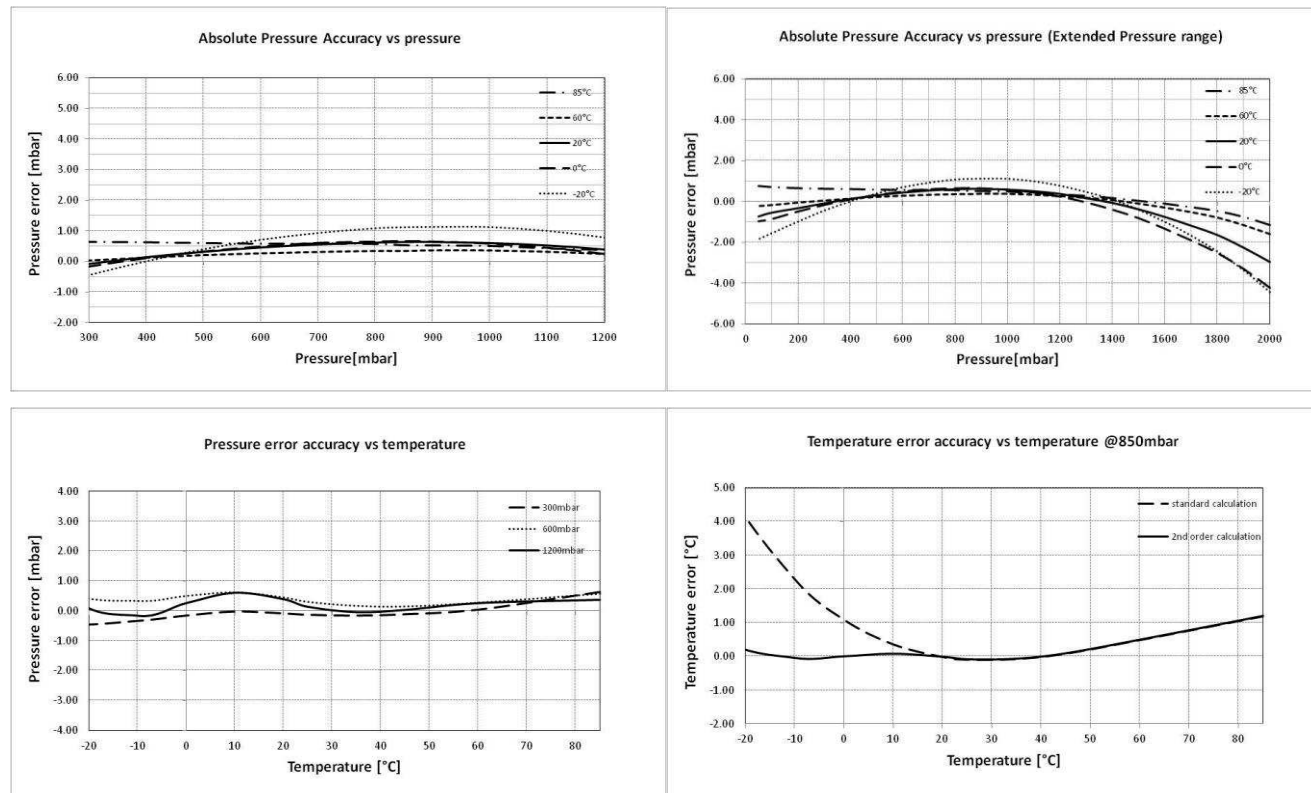 Absolute Pressure Accuracy vs pressure
Pressure error [mbar]
6.00
5.00
4.00
3.00
2.00
1.00
0.00
-1.00
-2.00
85°C
60°C
20°C
0°C
-20°C
300 400 500 600 700 800 900 1000 1100 1200
Pressure[mbar]
Absolute Pressure Accuracy vs pressure (Extended Pressure range)
Pressure error [mbar]
6.00
4.00
2.00
0.00
-2.00
-4.00
-6.00
85°C
60°C
20°C
0°C
-20°C
0 200 400 600 800 1000 1200 1400 1600 1800 2000
Pressure[mbar]
Pressure error accuracy vs temperature
Pressure error [mbar]
4.00
3.00
2.00
1.00
0.00
-1.00
-2.00
-3.00
-4.00
300mbar
600mbar
1200mbar
-20 -10 0 10 20 30 40 50 60 70 80
Temperature [°C]
Temperature error accuracy vs temperature @850mbar
Temperature error [°C]
5.00
4.00
3.00
2.00
1.00
0.00
-1.00
-2.00
standard calculation
2nd order calculation
-20 -10 0 10 20 30 40 50 60 70 80
Temperature [°C]